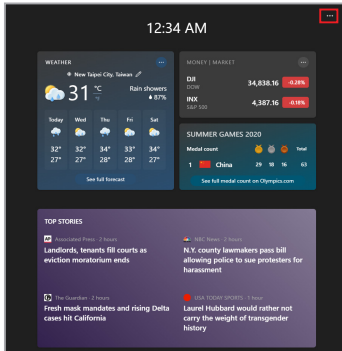 12:34 AM
WEATHER
New Taipei City, Taiwan
31 °C
Rain showers
87%
Today Wed Thu Fri Sat
32° 32° 34° 33° 34°
27° 27° 28° 28° 27°
See full forecast
MONEY | MARKET
DJI 34,838.16 -0.28%
DOW
INX 4,387.16 -0.18%
S&P 500
SUMMER GAMES 2020
Medal count Total
1 China 29 18 16 63
See full medal count on Olympics.com
TOP STORIES
AP Associated Press · 2 hours
Landlords, tenants fill courts as
eviction moratorium ends
NBC News · 2 hours
N.Y. county lawmakers pass bill
allowing police to sue protesters for
harassment
The Guardian · 2 hours
Fresh mask mandates and rising Delta
cases hit California
USA TODAY SPORTS · 1 hour
Laurel Hubbard would rather not
carry the weight of transgender
history